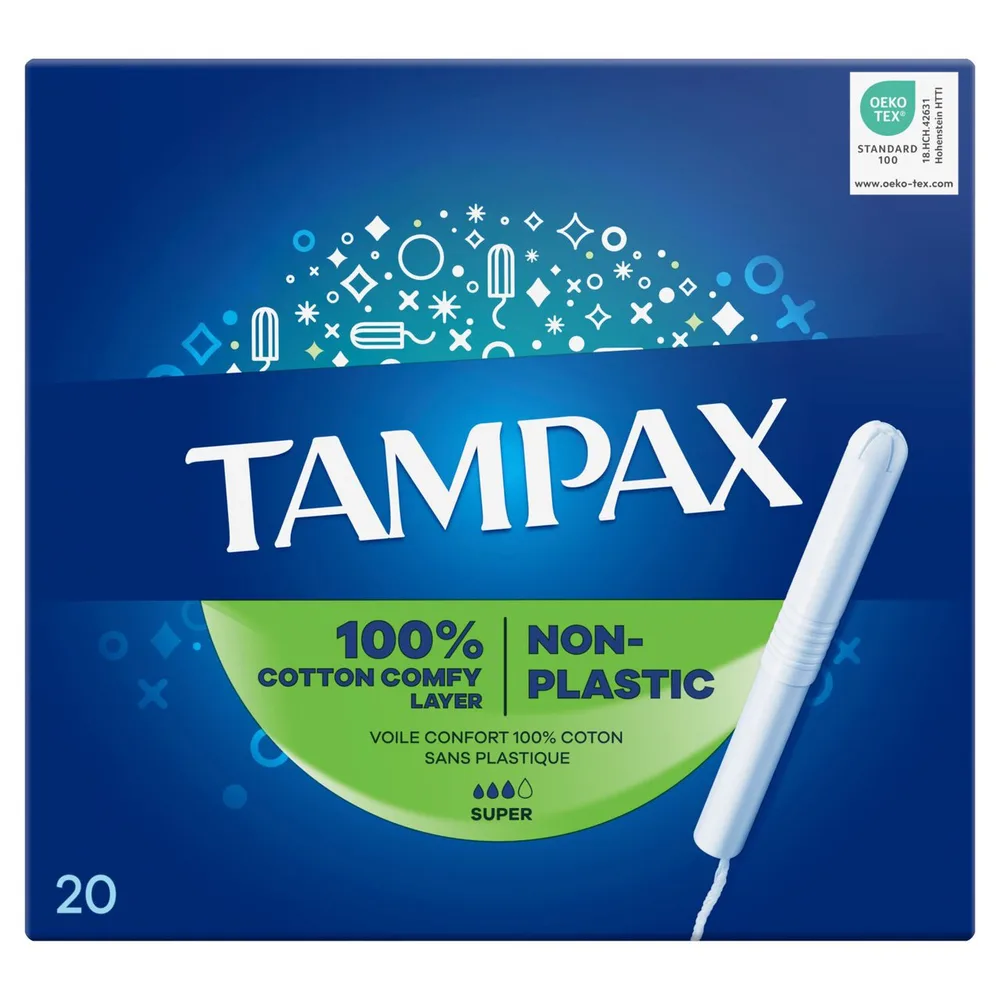 OEKO
TEX®
STANDARD
100
18.HCH.42631
Hohenstein HTTI
www.oeko-tex.com
TAMPAX
100%
COTTON COMFY
LAYER
NON-
PLASTIC
VOILE CONFORT 100% COTON
SANS PLASTIQUE
SUPER
20